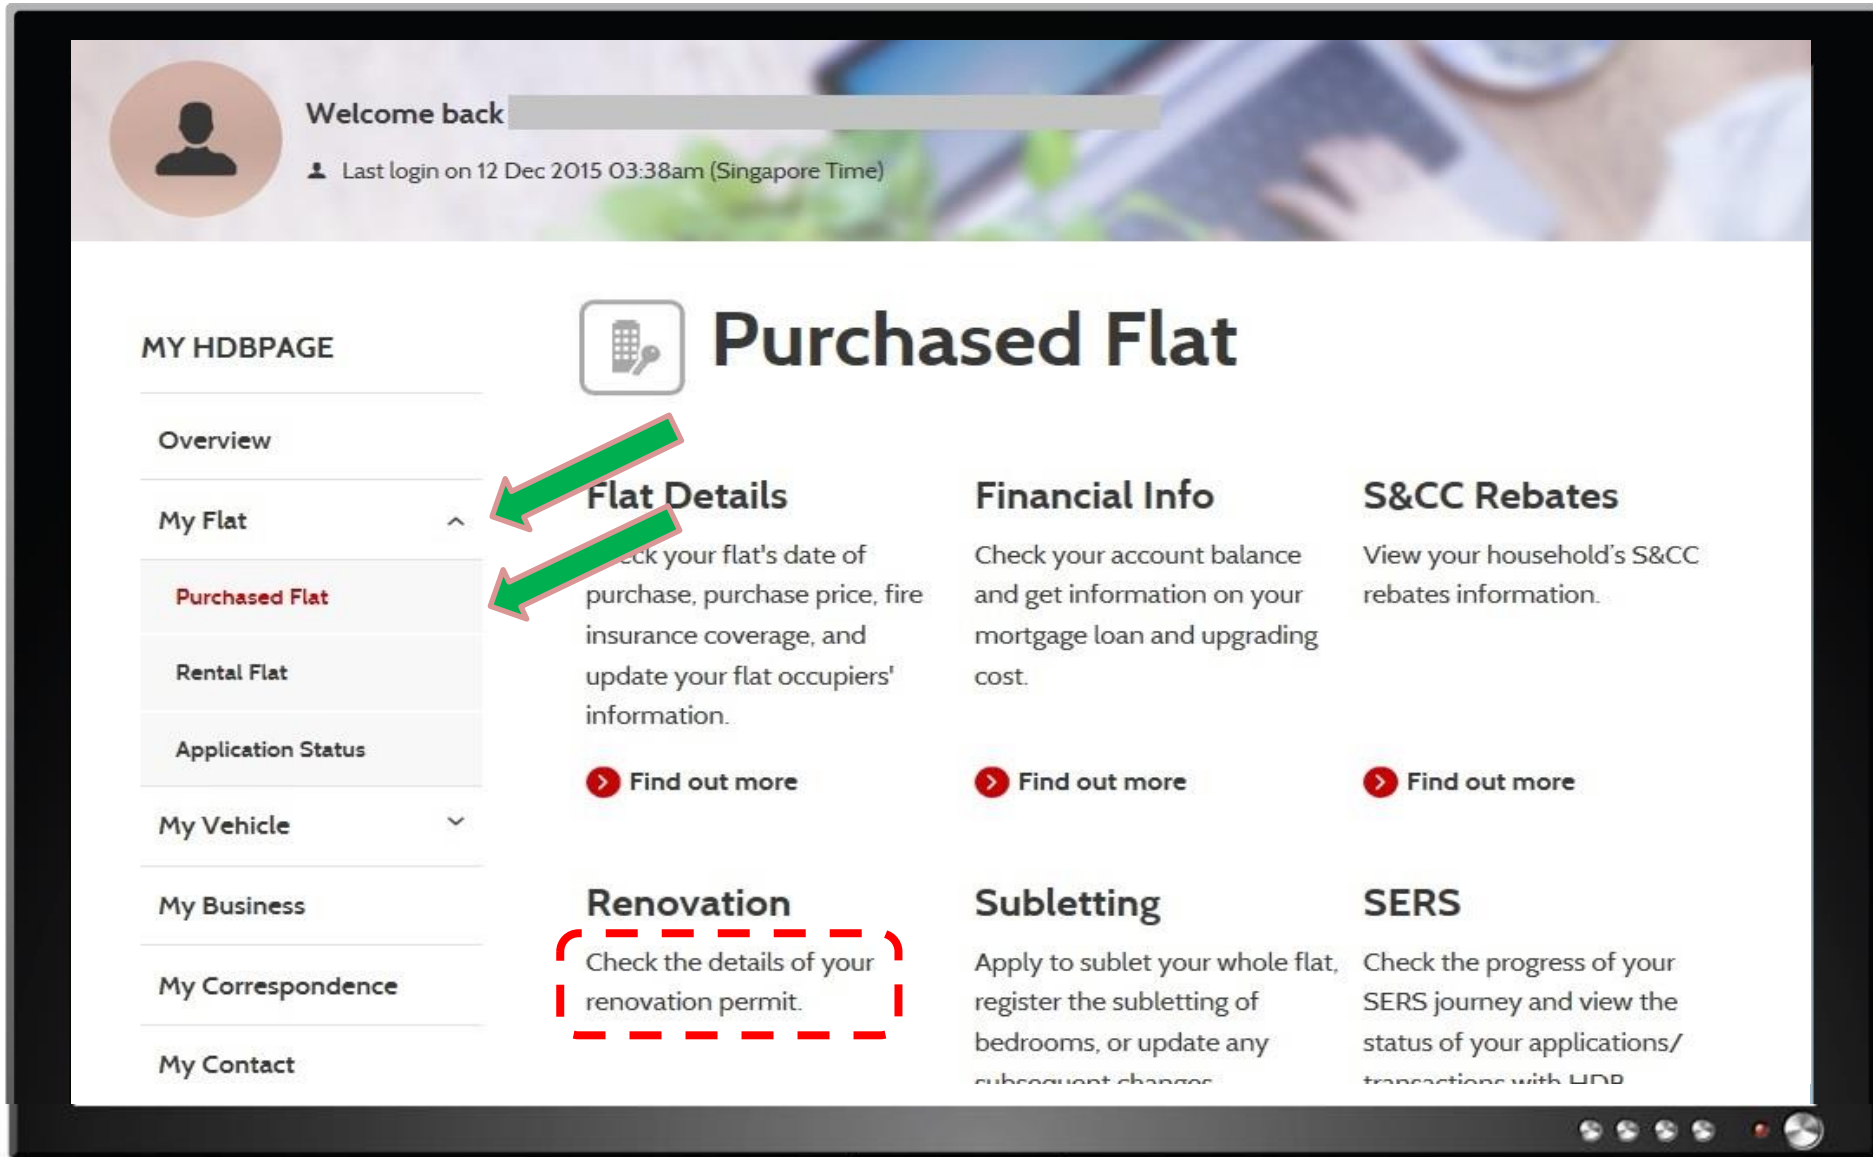 Welcome back
Last login on 12 Dec 2015 03:38am (Singapore Time)
MY HDBPAGE
Overview
My Flat
Purchased Flat
Rental Flat
Application Status
My Vehicle
My Business
My Correspondence
My Contact
Purchased Flat
Flat Details
your flat's date of
purchase, purchase price, fire
insurance coverage, and
update your flat occupiers'
information.
Find out more
Financial Info
Check your account balance
and get information on your
mortgage loan and upgrading
cost.
Find out more
S&CC Rebates
View your household’s S&CC
rebates information.
Find out more
Renovation
Check the details of your
renovation permit.
Subletting
Apply to sublet your whole flat,
register the subletting of
bedrooms, or update any
subsequent changes
SERS
Check the progress of your
SERS journey and view the
status of your applications/
transactions with HDB